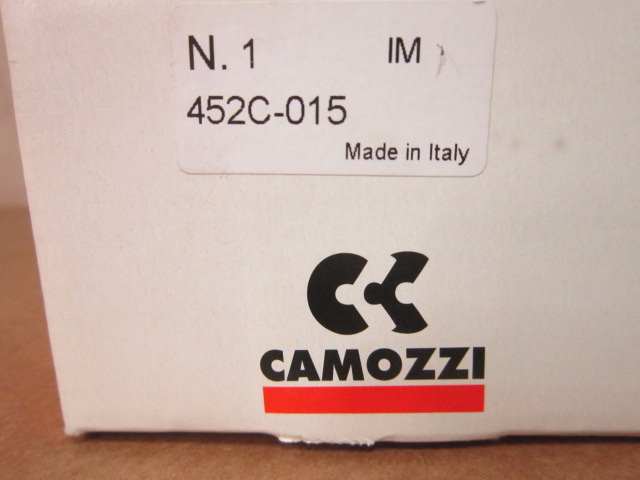 N. 1 IM
452C-015
Made in Italy
CAMOZZI